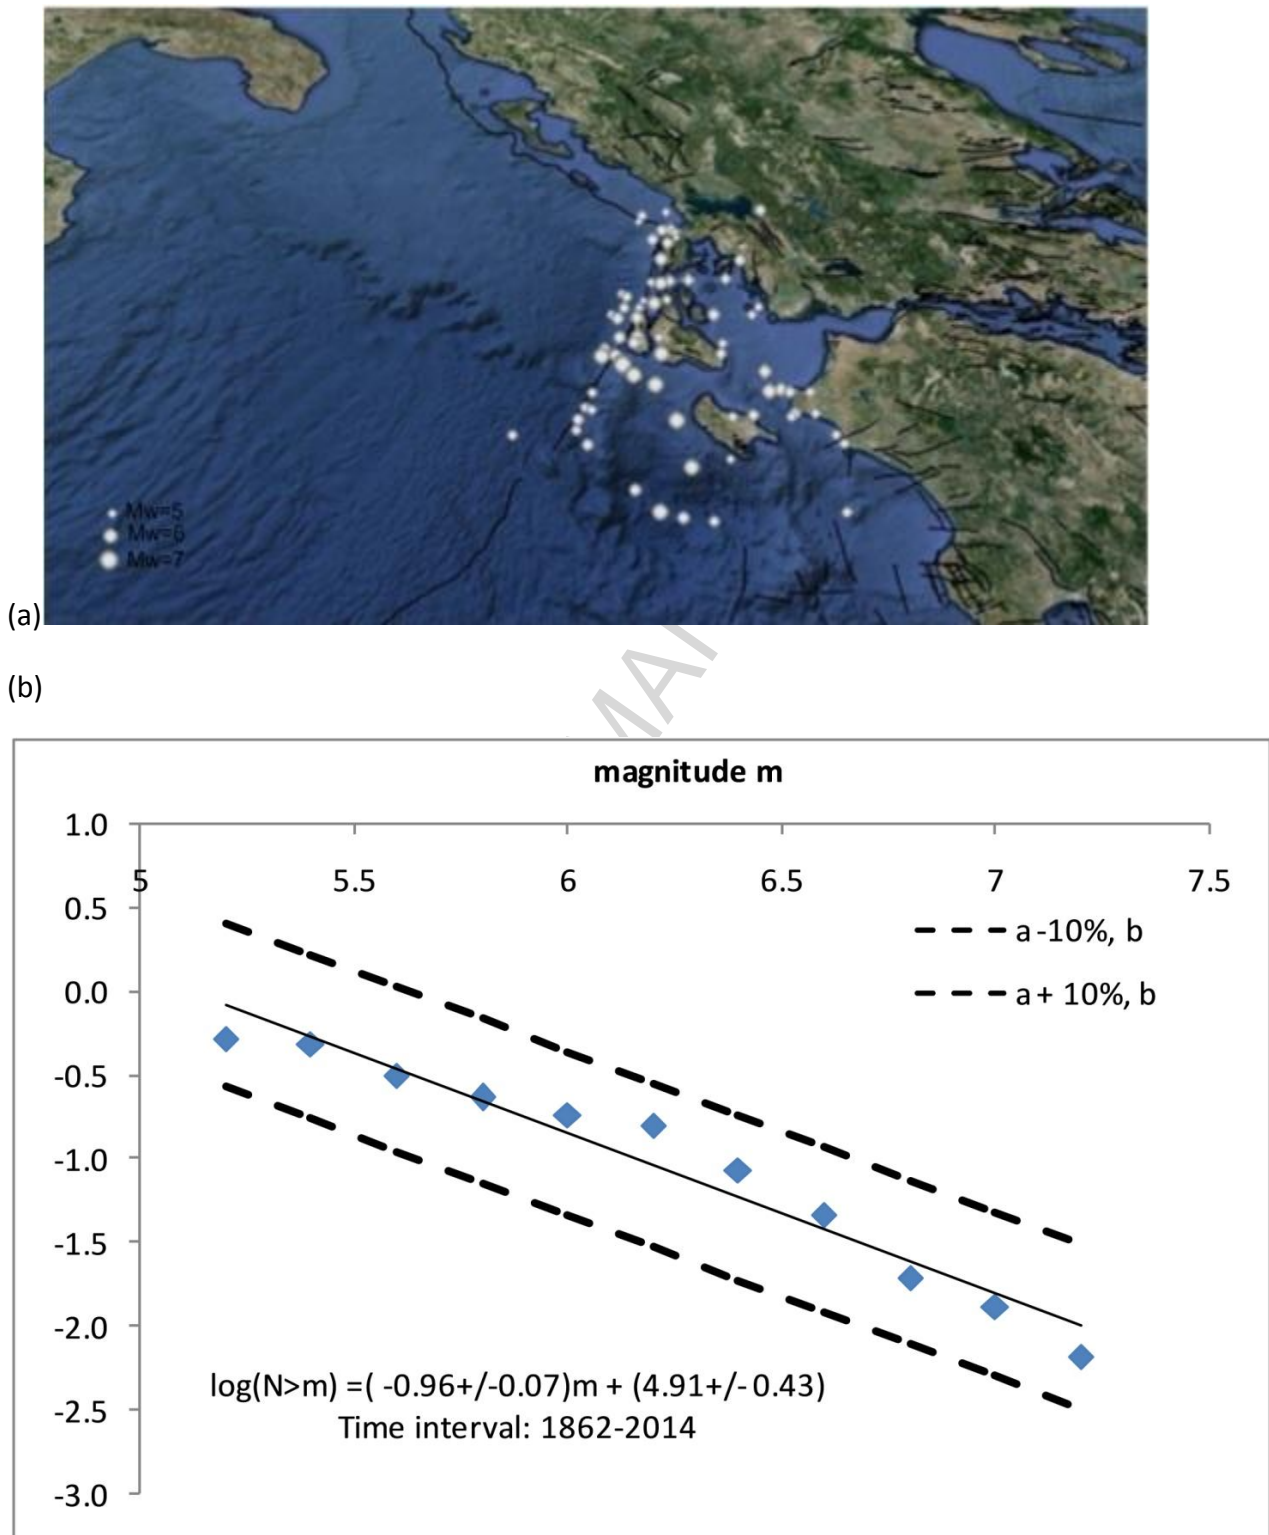 Mw=5
Mw=6
Mw=7
(a)
(b)
MA
magnitude m
1.0
5 5.5 6 6.5 7 7.5
0.5
a -10%, b
0.0
a + 10%, b
-0.5
-1.0
-1.5
-2.0
log(N>m) =( -0.96+/-0.07)m + (4.91+/-0.43)
Time interval: 1862-2014
-2.5
-3.0